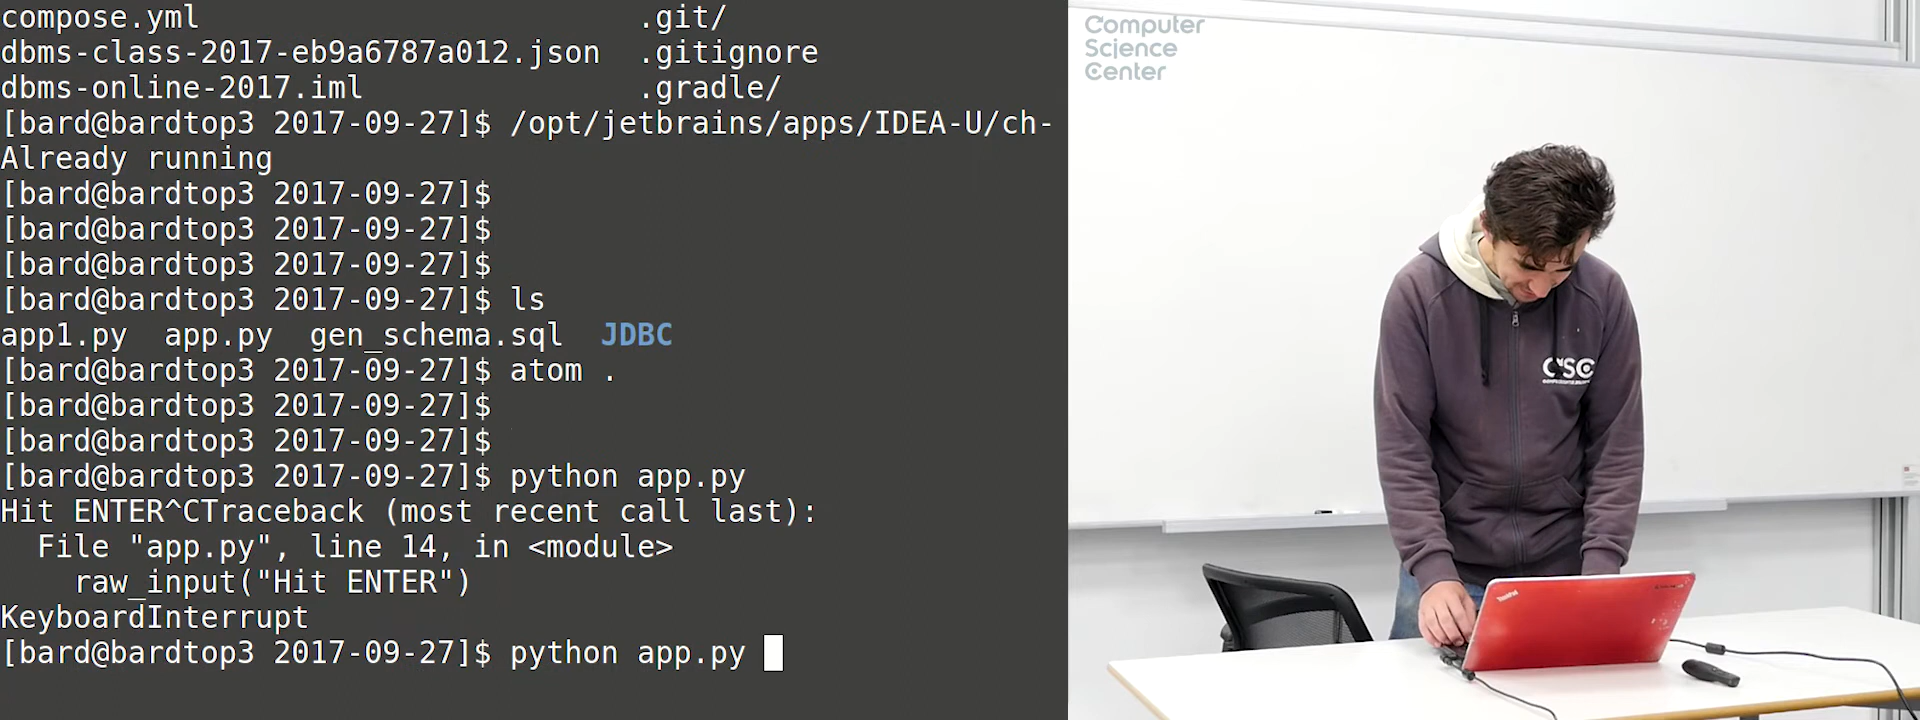 compose.yml .git/
dbms-class-2017-eb9a6787a012.json .gitignore
dbms-online-2017.iml .gradle/
[bard@bardtop3 2017-09-27]$ /opt/jetbrains/apps/IDEA-U/ch-
Already running
[bard@bardtop3 2017-09-27]$
[bard@bardtop3 2017-09-27]$
[bard@bardtop3 2017-09-27]$
[bard@bardtop3 2017-09-27]$ ls
app1.py app.py gen_schema.sql JDBC
[bard@bardtop3 2017-09-27]$ atom .
[bard@bardtop3 2017-09-27]$
[bard@bardtop3 2017-09-27]$
[bard@bardtop3 2017-09-27]$ python app.py
Hit ENTER^CTraceback (most recent call last):
File "app.py", line 14, in <module>
raw_input("Hit ENTER")
KeyboardInterrupt
[bard@bardtop3 2017-09-27]$ python app.py
Computer
Science
Center
CSC
ThinkPad